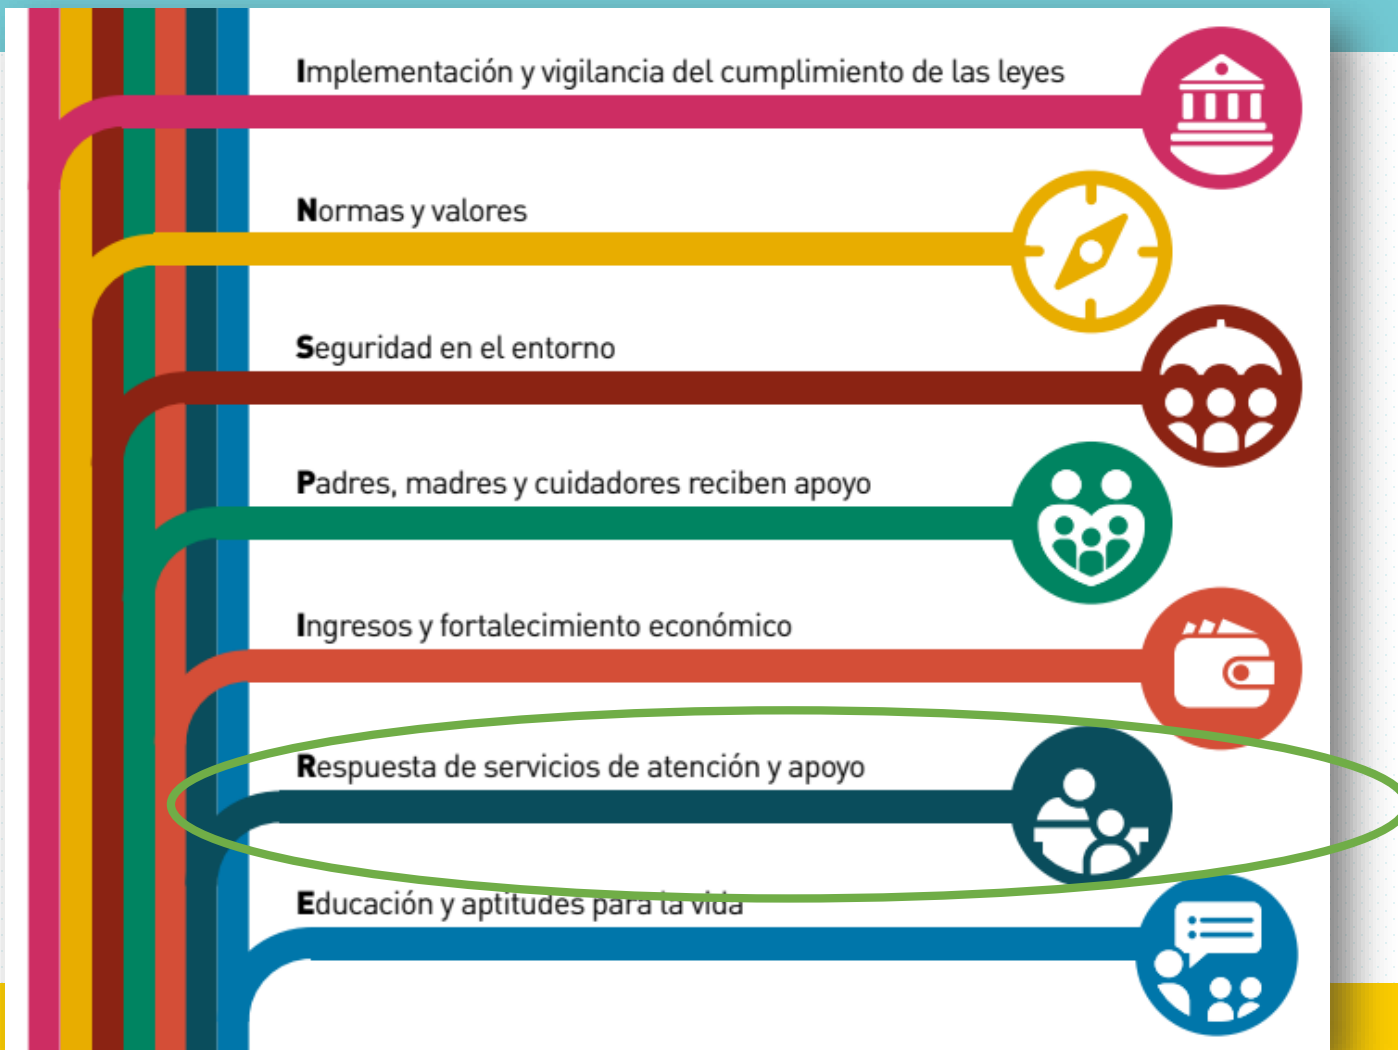 Implementación y vigilancia del cumplimiento de las leyes
Normas y valores
Seguridad en el entorno
Padres, madres y cuidadores reciben apoyo
Ingresos y fortalecimiento económico
Respuesta de servicios de atención y apoyo
Educación y aptitudes para la vida